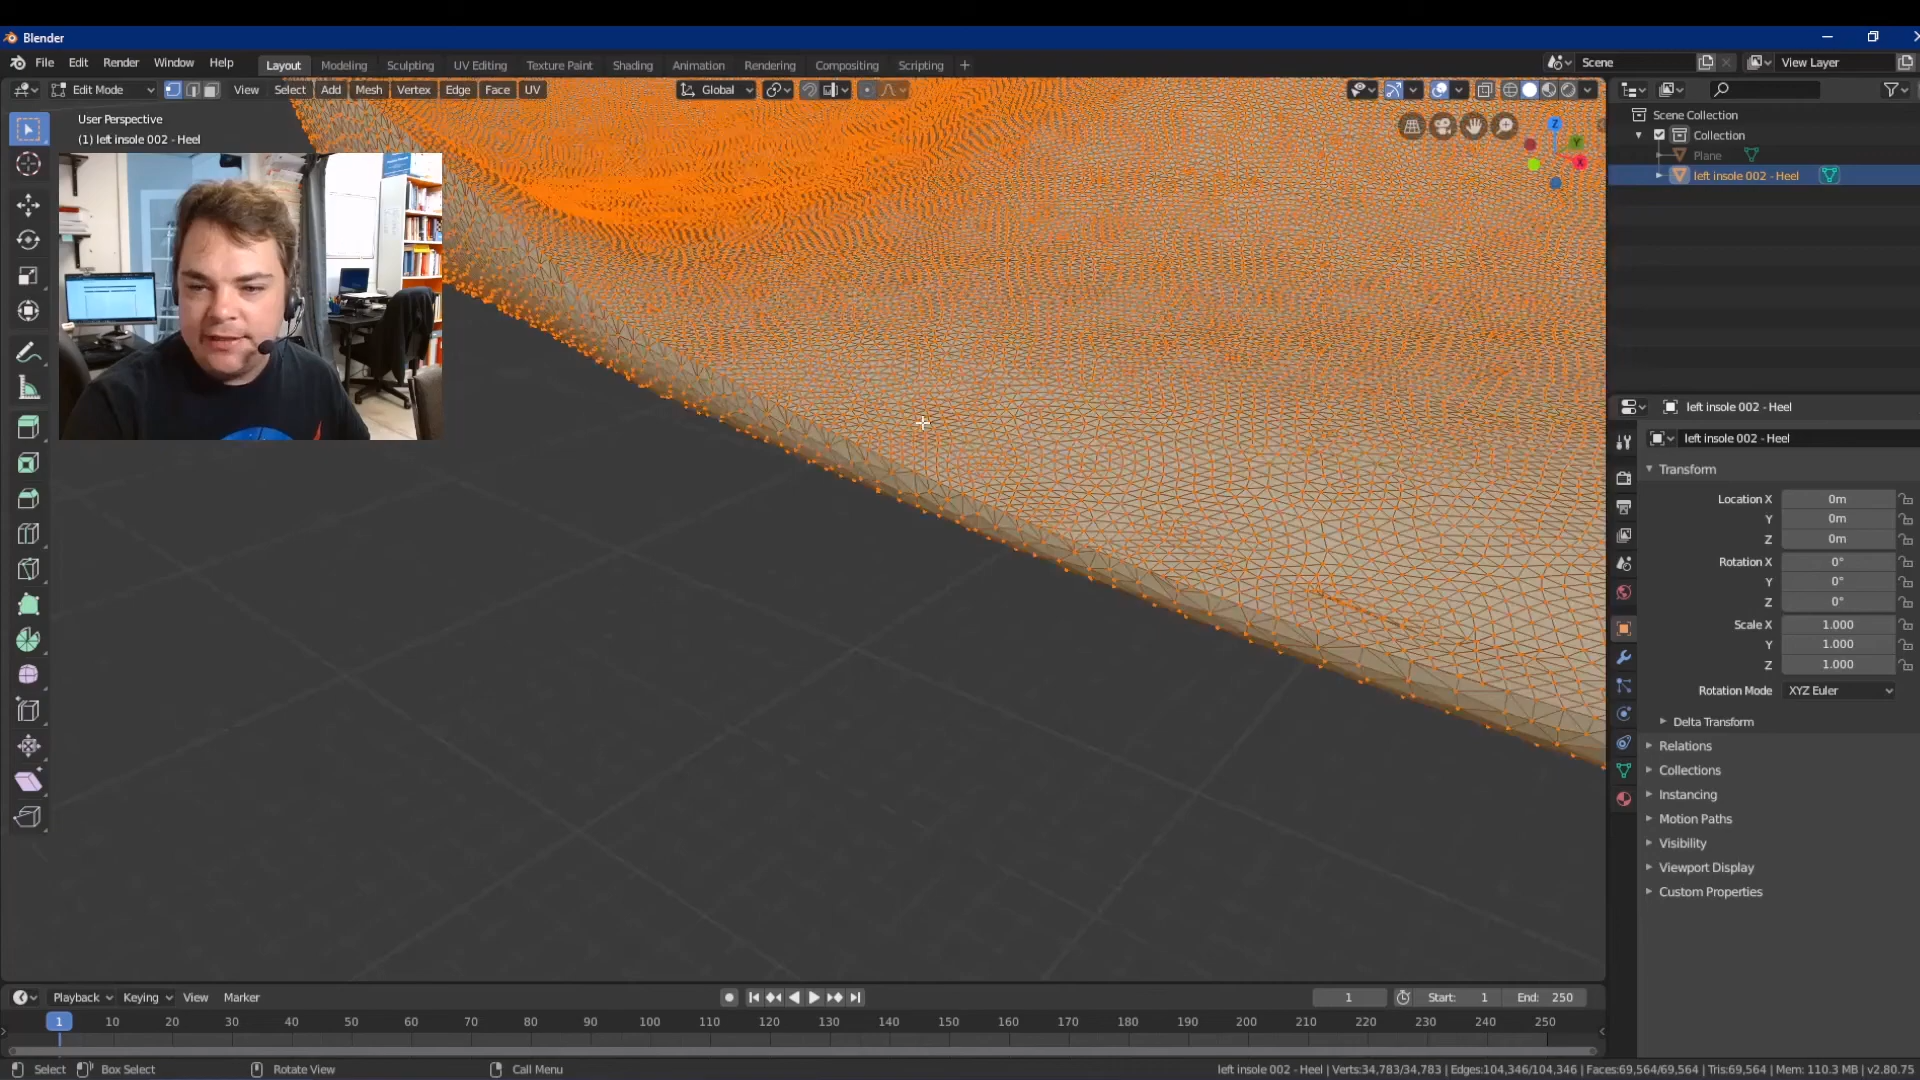 Blender
File Edit Render Window Help Layout Modeling Sculpting UV Editing Texture Paint Shading Animation Rendering Compositing Scripting + Scene View Layer
Edit Mode View Select Add Mesh Vertex Edge Face UV Global
User Perspective
(1) left insole 002 - Heel
Scene Collection
Collection
Plane
left insole 002 - Heel
Z
Y
X
left insole 002 - Heel
left insole 002 - Heel
Transform
Location X 0m
Y 0m
Z 0m
Rotation X 0°
Y 0°
Z 0°
Scale X 1.000
Y 1.000
Z 1.000
Rotation Mode XYZ Euler
Delta Transform
Relations
Collections
Instancing
Motion Paths
Visibility
Viewport Display
Custom Properties
Playback Keying View Marker 1 Start: 1 End: 250
1 10 20 30 40 50 60 70 80 90 100 110 120 130 140 150 160 170 180 190 200 210 220 230 240 250
Select Box Select Rotate View Call Menu left insole 002 - Heel | Verts:34,783/34,783 | Edges:104,346/104,346 | Faces:69,564/69,564 | Tris:69,564 | Mem: 110.3 MB | v2.80.75